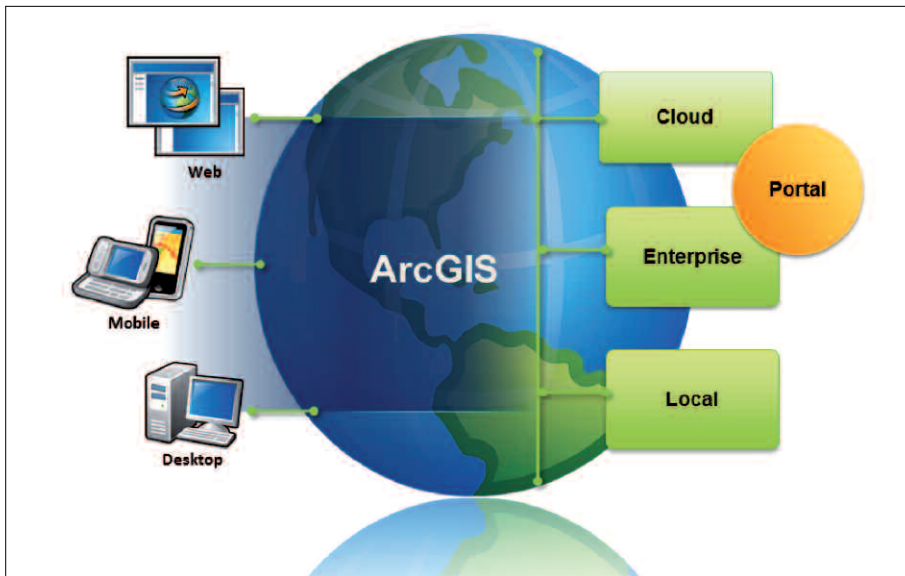 Web
Mobile
Desktop
ArcGIS
Cloud
Portal
Enterprise
Local